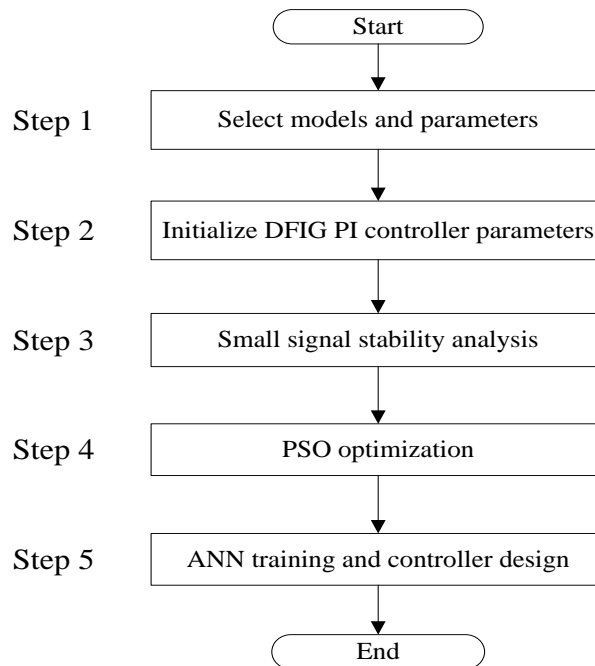 Start
Step 1
Select models and parameters
Step 2
Initialize DFIG PI controller parameters
Step 3
Small signal stability analysis
Step 4
PSO optimization
Step 5
ANN training and controller design
End